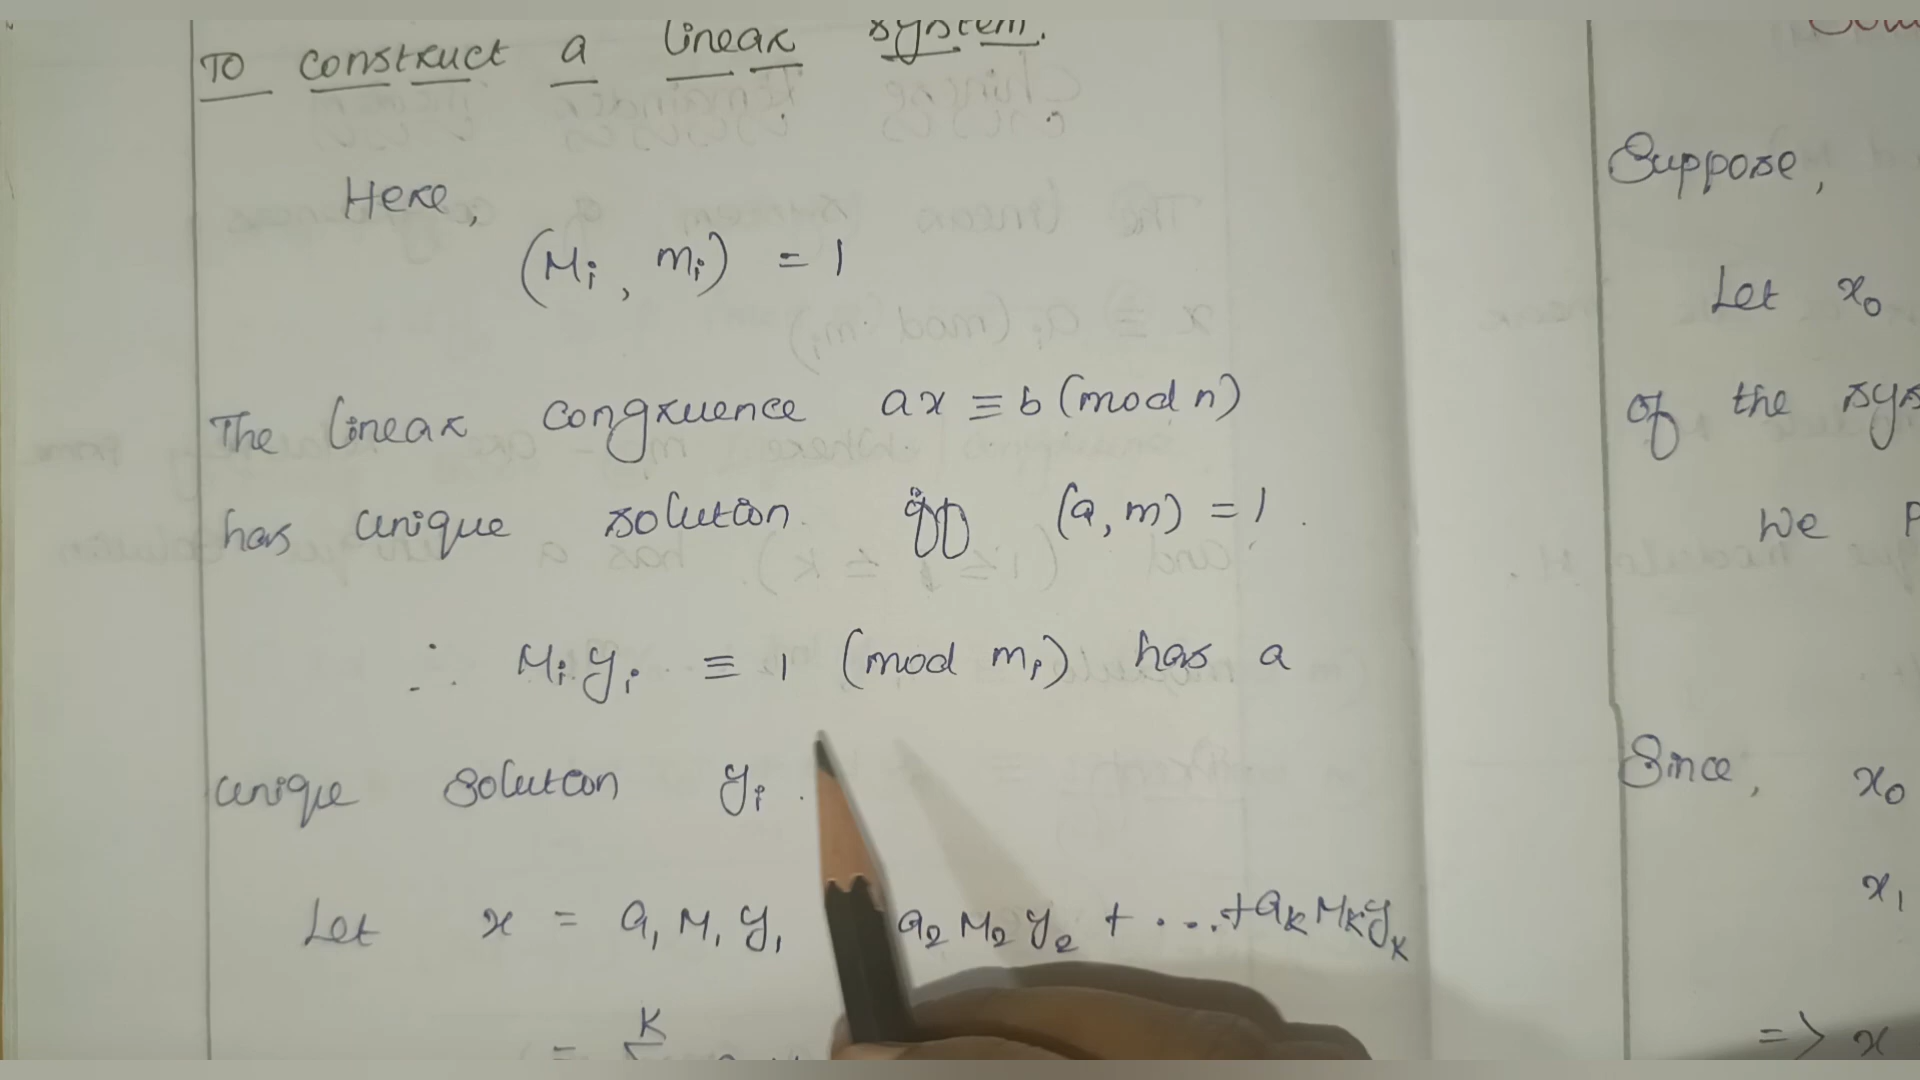 To construct a linear system.
Here,
(Mi, mi) = 1
The linear congruence ax ≡ b (mod n)
has unique solution iff (a, m) = 1.
∴ Miyi ≡ 1 (mod mi) has a
unique solution yi.
Let x = a1 M1 y1 a2 M2 y2 + ... + ak Mk yk
= K
Suppose,
Let x0
of the sys
We P
Since, x0
x1
=> x